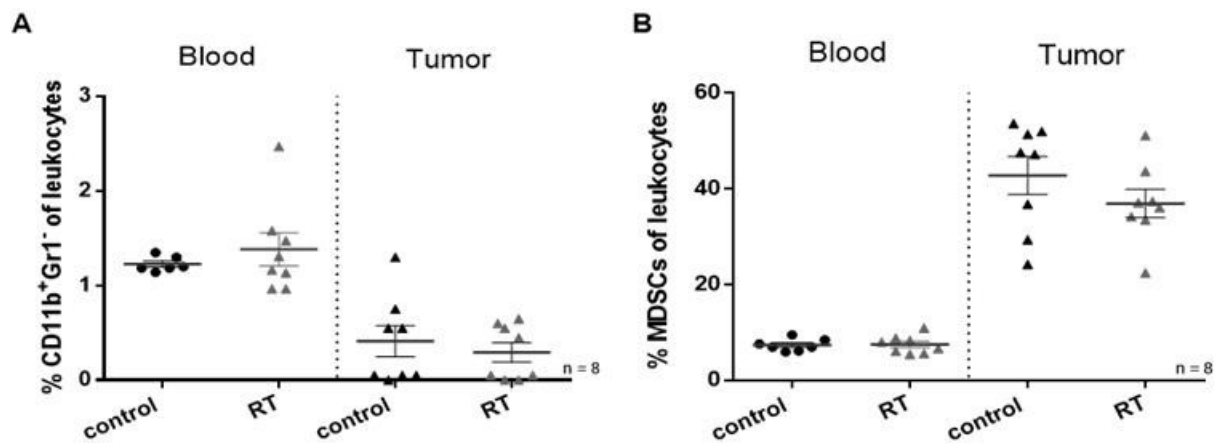 A
Blood Tumor
% CD11b⁺Gr1⁻ of leukocytes
3
2
1
0
n = 8
control RT control RT
B
Blood Tumor
% MDSCs of leukocytes
60
40
20
0
n = 8
control RT control RT